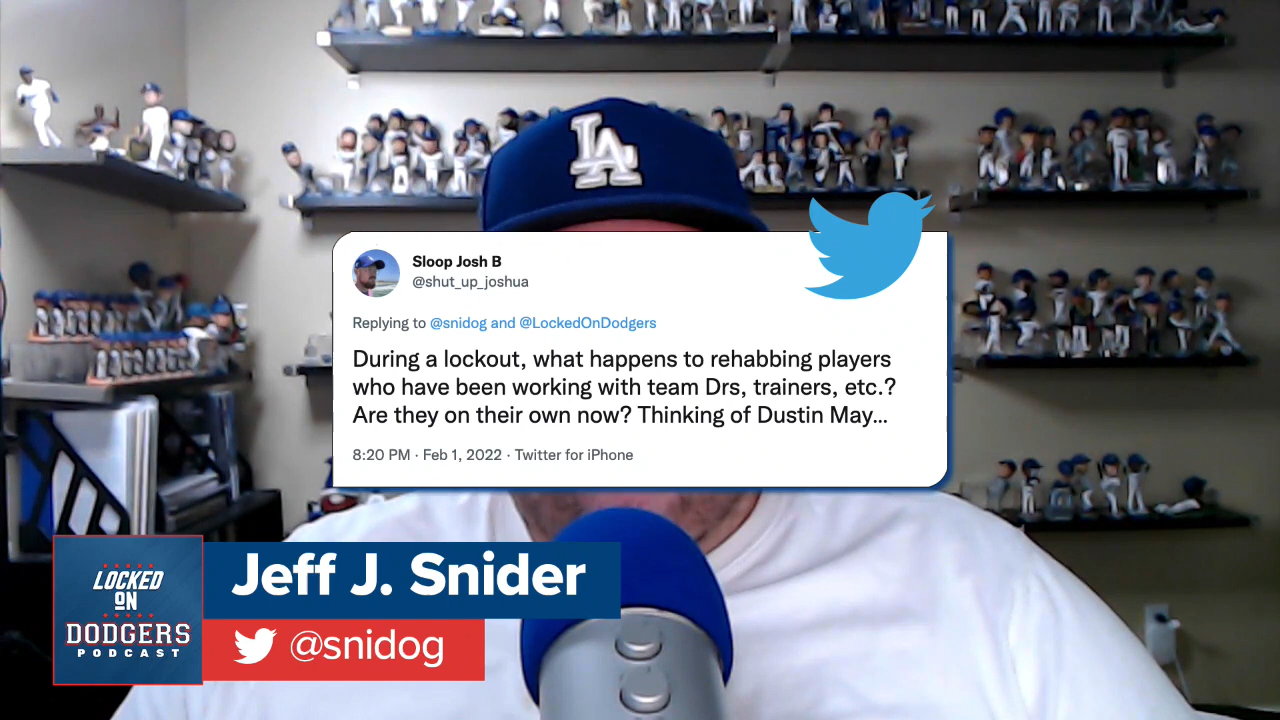 LA
Sloop Josh B
@shut_up_joshua
Replying to @snidog and @LockedOnDodgers
During a lockout, what happens to rehabbing players
who have been working with team Drs, trainers, etc.?
Are they on their own now? Thinking of Dustin May...
8:20 PM · Feb 1, 2022 · Twitter for iPhone
LOCKED
ON
DODGERS
PODCAST
Jeff J. Snider
@snidog